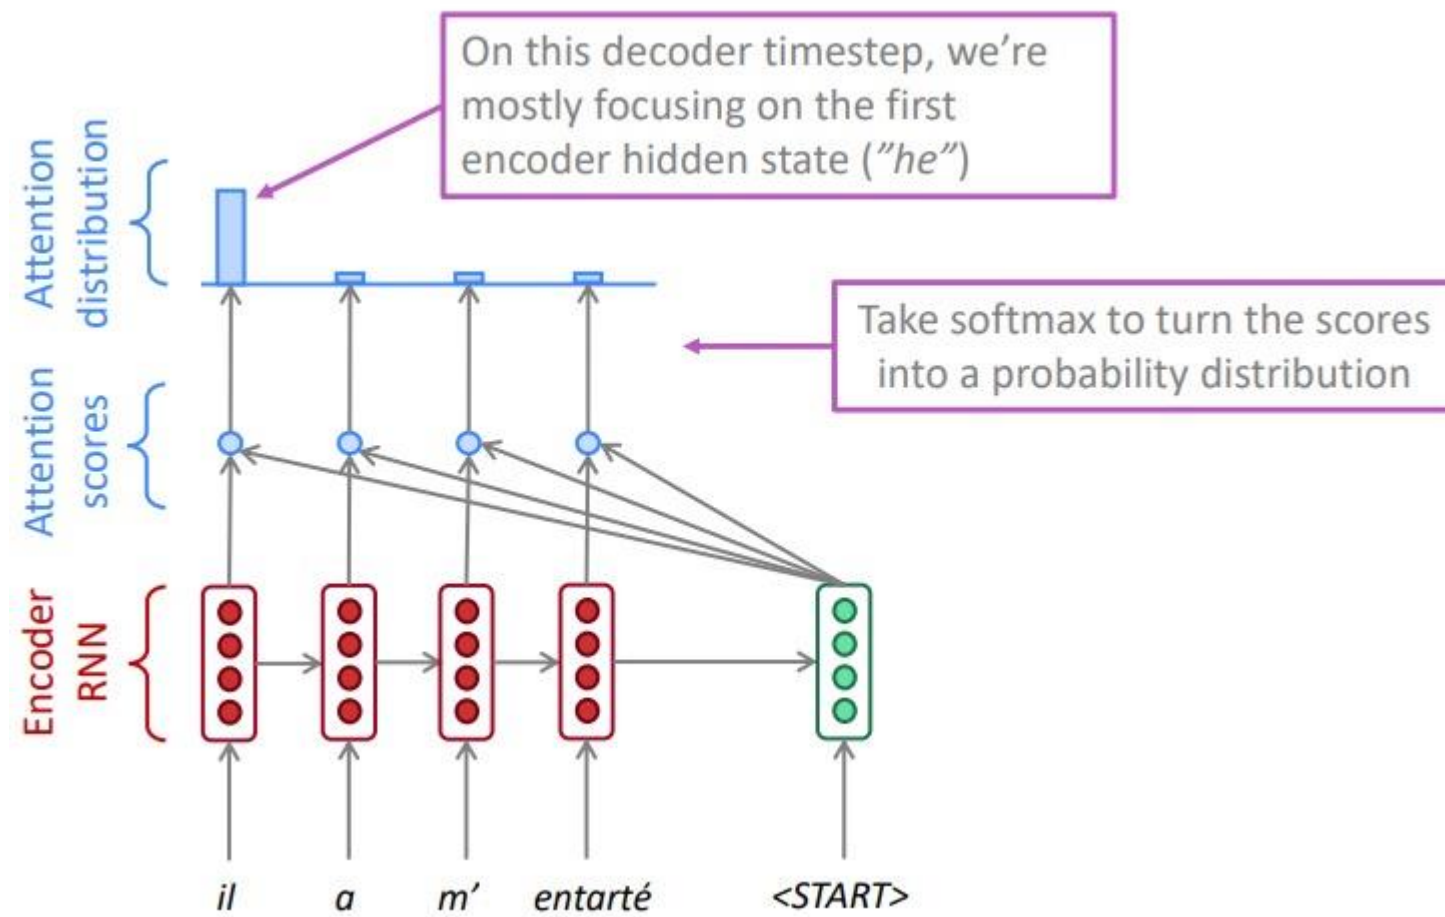 On this decoder timestep, we’re
mostly focusing on the first
encoder hidden state (”he”)
Attention
distribution
Take softmax to turn the scores
into a probability distribution
Attention
scores
Encoder
RNN
il a m’ entarté <START>